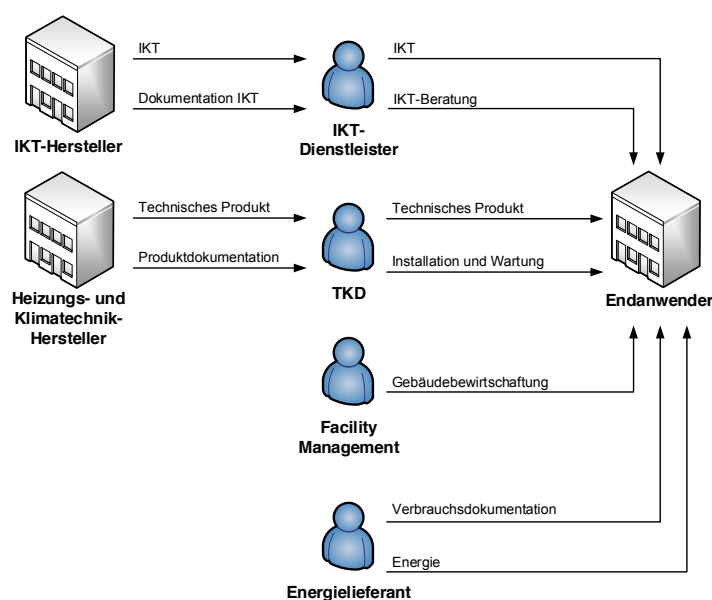 IKT
IKT
Dokumentation IKT
IKT-Beratung
IKT-Hersteller
IKT-
Dienstleister
Technisches Produkt
Technisches Produkt
Produktdokumentation
Installation und Wartung
Heizungs- und
Klimatechnik-
Hersteller
TKD
Endanwender
Gebäudebewirtschaftung
Facility
Management
Verbrauchsdokumentation
Energie
Energielieferant